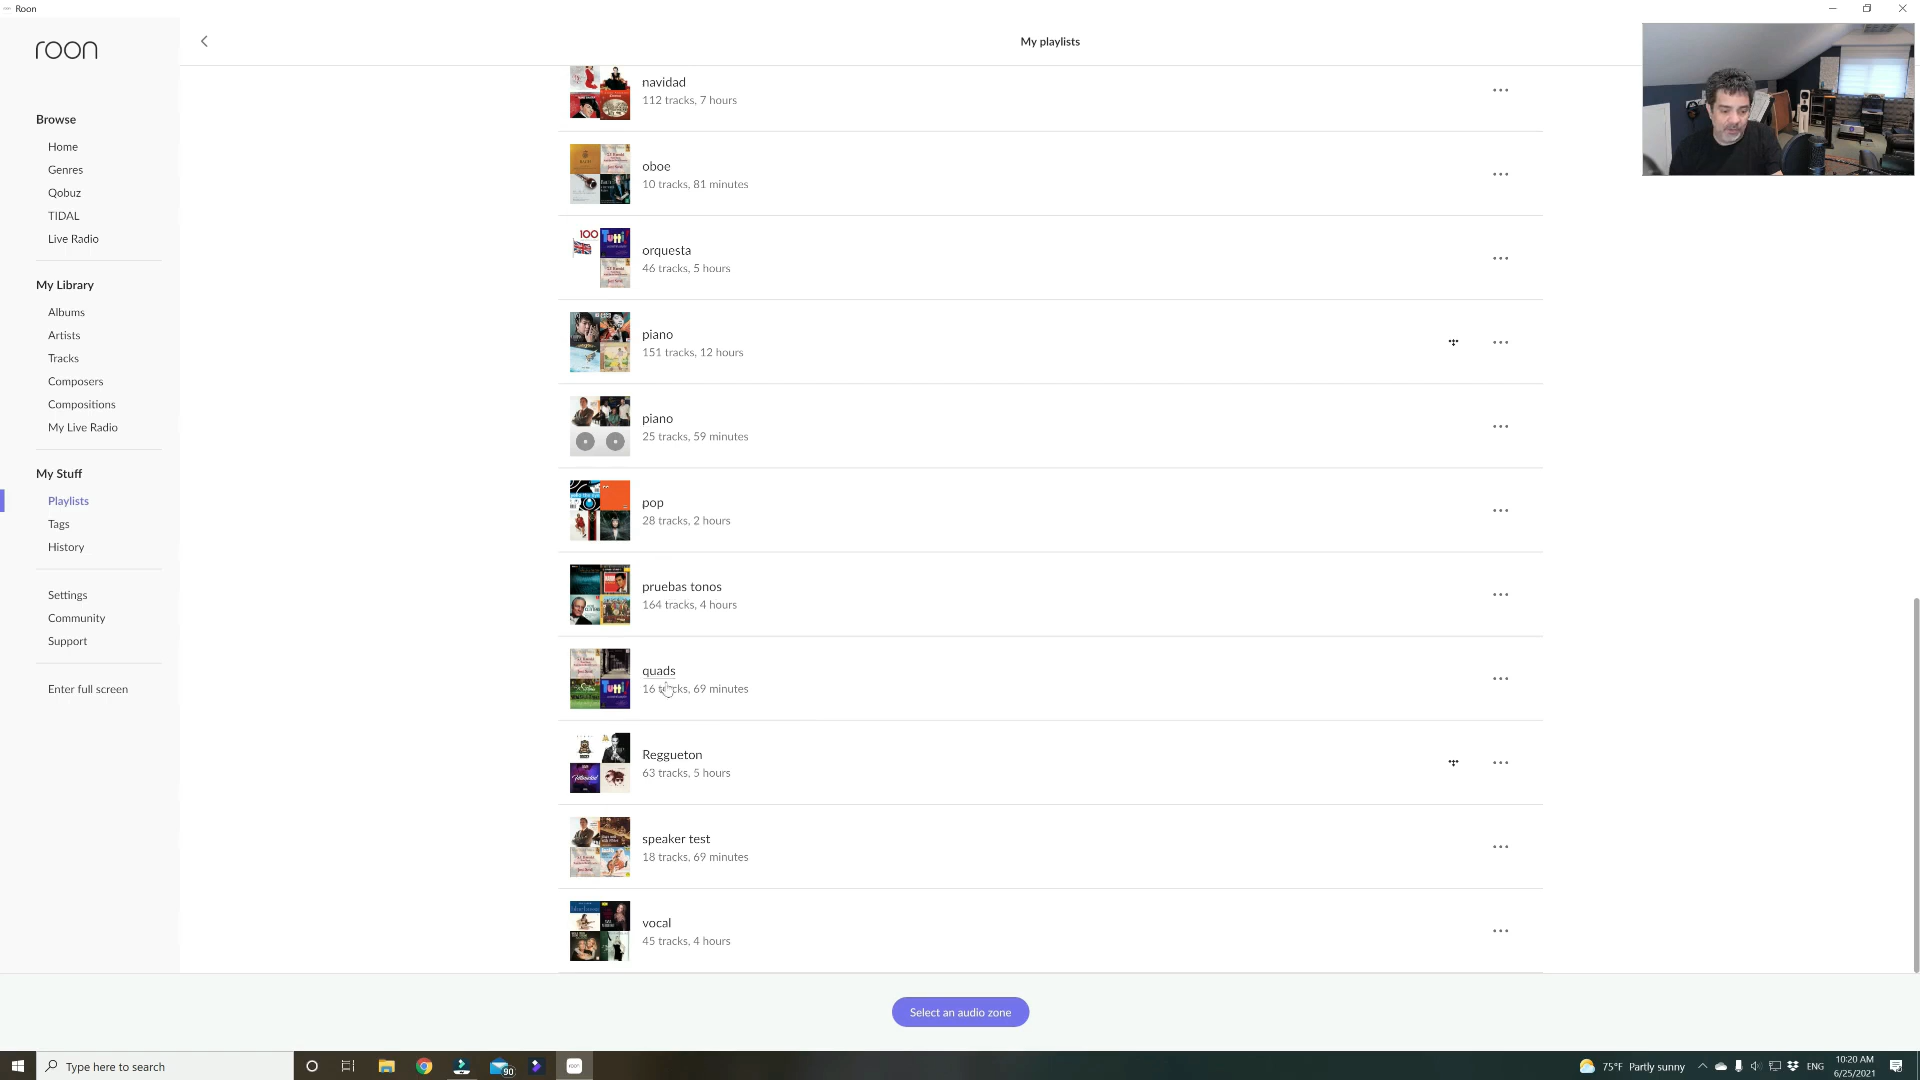 Roon
roon
My playlists
Browse
Home
Genres
Qobuz
TIDAL
Live Radio
My Library
Albums
Artists
Tracks
Composers
Compositions
My Live Radio
My Stuff
Playlists
Tags
History
Settings
Community
Support
Enter full screen
navidad
112 tracks, 7 hours
oboe
10 tracks, 81 minutes
100
Tutti!
orquesta
46 tracks, 5 hours
piano
151 tracks, 12 hours
piano
25 tracks, 59 minutes
pop
28 tracks, 2 hours
pruebas tonos
164 tracks, 4 hours
Tutti!
quads
16 tracks, 69 minutes
Reggueton
63 tracks, 5 hours
speaker test
18 tracks, 69 minutes
vocal
45 tracks, 4 hours
Select an audio zone
Type here to search
90
roon
75°F Partly sunny
ENG
10:20 AM
6/25/2021